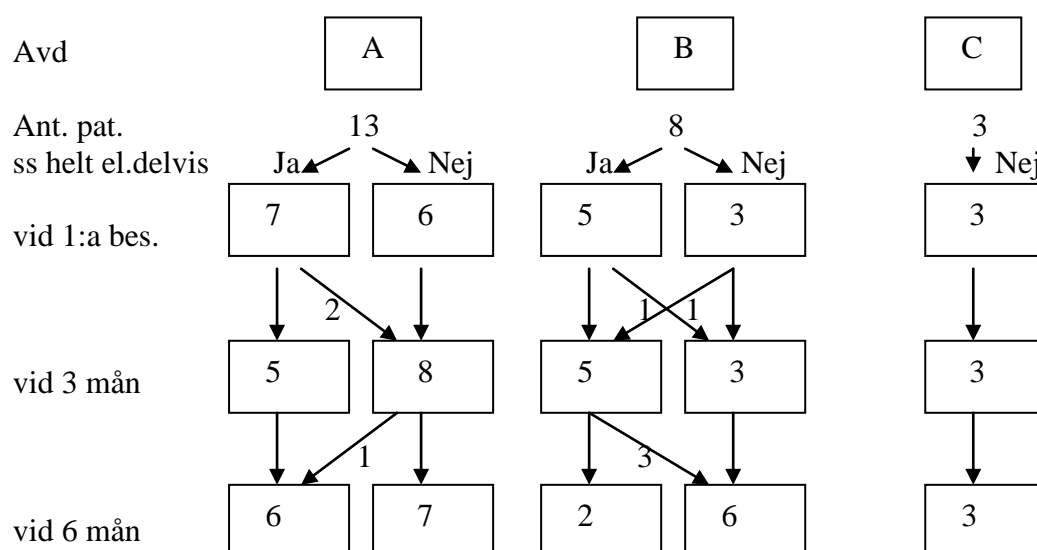 Avd A B C
Ant. pat. 13 8 3
ss helt el.delvis Ja Nej Ja Nej Nej
vid 1:a bes. 7 6 5 3 3
2 1 1
vid 3 mån 5 8 5 3 3
1 3
vid 6 mån 6 7 2 6 3